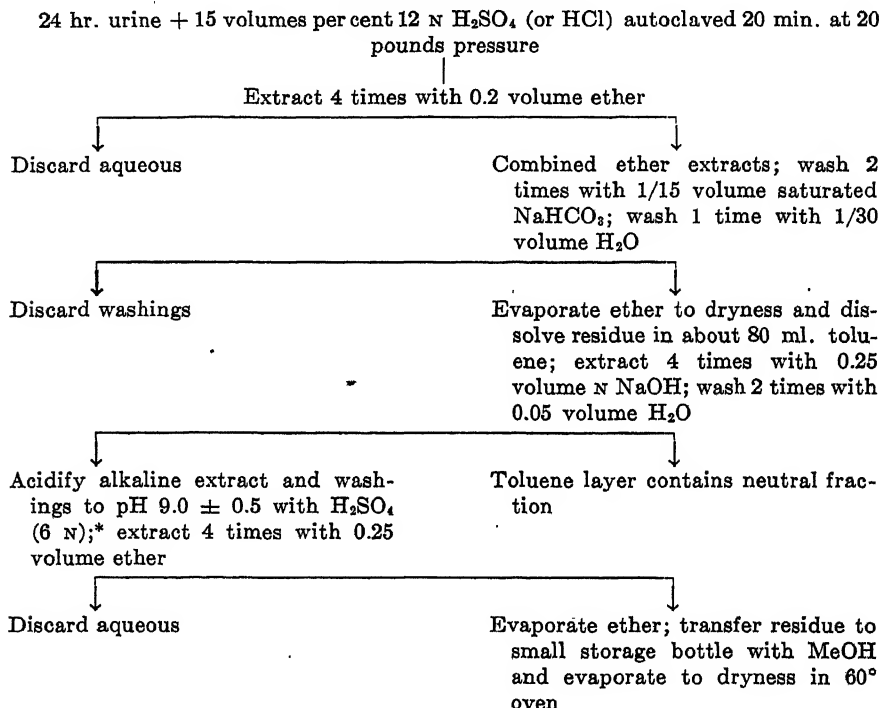 24 hr. urine + 15 volumes per cent 12 N H₂SO₄ (or HCl) autoclaved 20 min. at 20
pounds pressure
Extract 4 times with 0.2 volume ether
Discard aqueous
Combined ether extracts; wash 2
times with 1/15 volume saturated
NaHCO₃; wash 1 time with 1/30
volume H₂O
Discard washings
Evaporate ether to dryness and dis-
solve residue in about 80 ml. tolu-
ene; extract 4 times with 0.25
volume N NaOH; wash 2 times with
0.05 volume H₂O
Acidify alkaline extract and wash-
ings to pH 9.0 ± 0.5 with H₂SO₄
(6 N);* extract 4 times with 0.25
volume ether
Toluene layer contains neutral frac-
tion
Discard aqueous
Evaporate ether; transfer residue to
small storage bottle with MeOH
and evaporate to dryness in 60°
oven